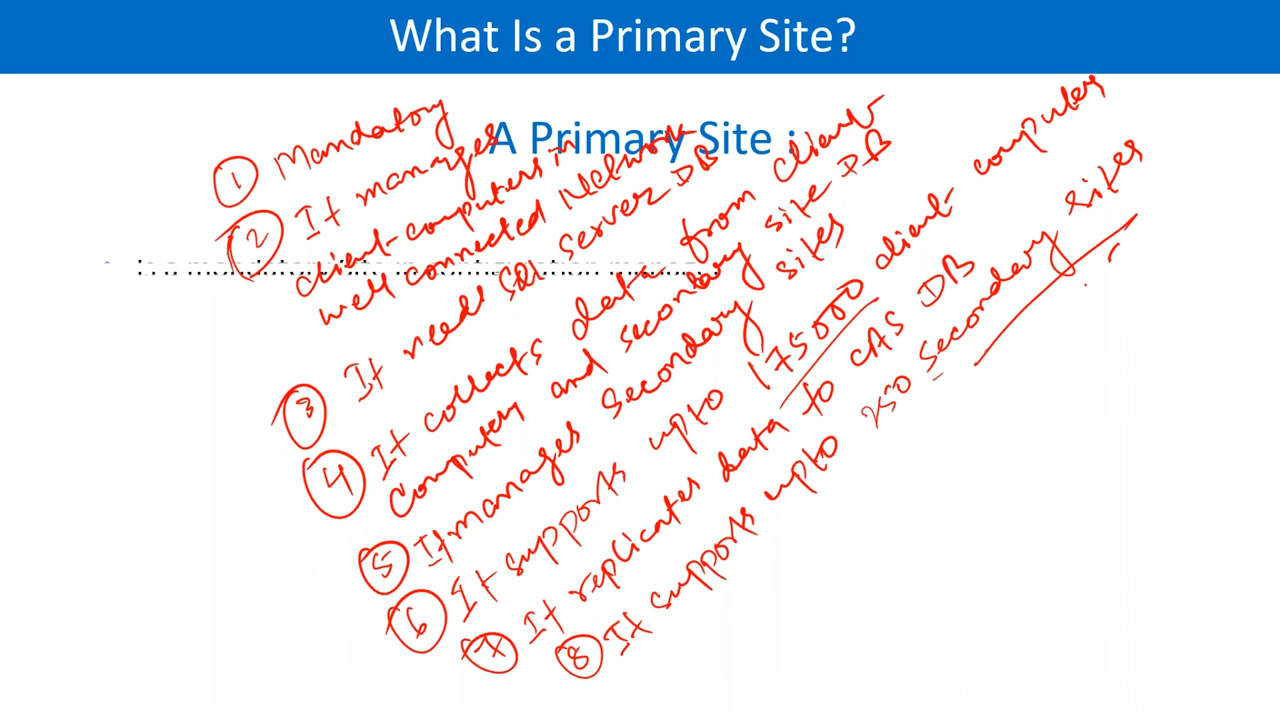 What Is a Primary Site?
A Primary Site :
① Mandatory
② It manages
client-computers in
well connected Network
③ It needs SQL Server DB
④ It collects data from client
Computers and secondary site DB
⑤ It manages Secondary sites
⑥ It supports upto 175000 client computer
⑦ It replicates data to CAS DB
⑧ It supports upto 250 Secondary sites